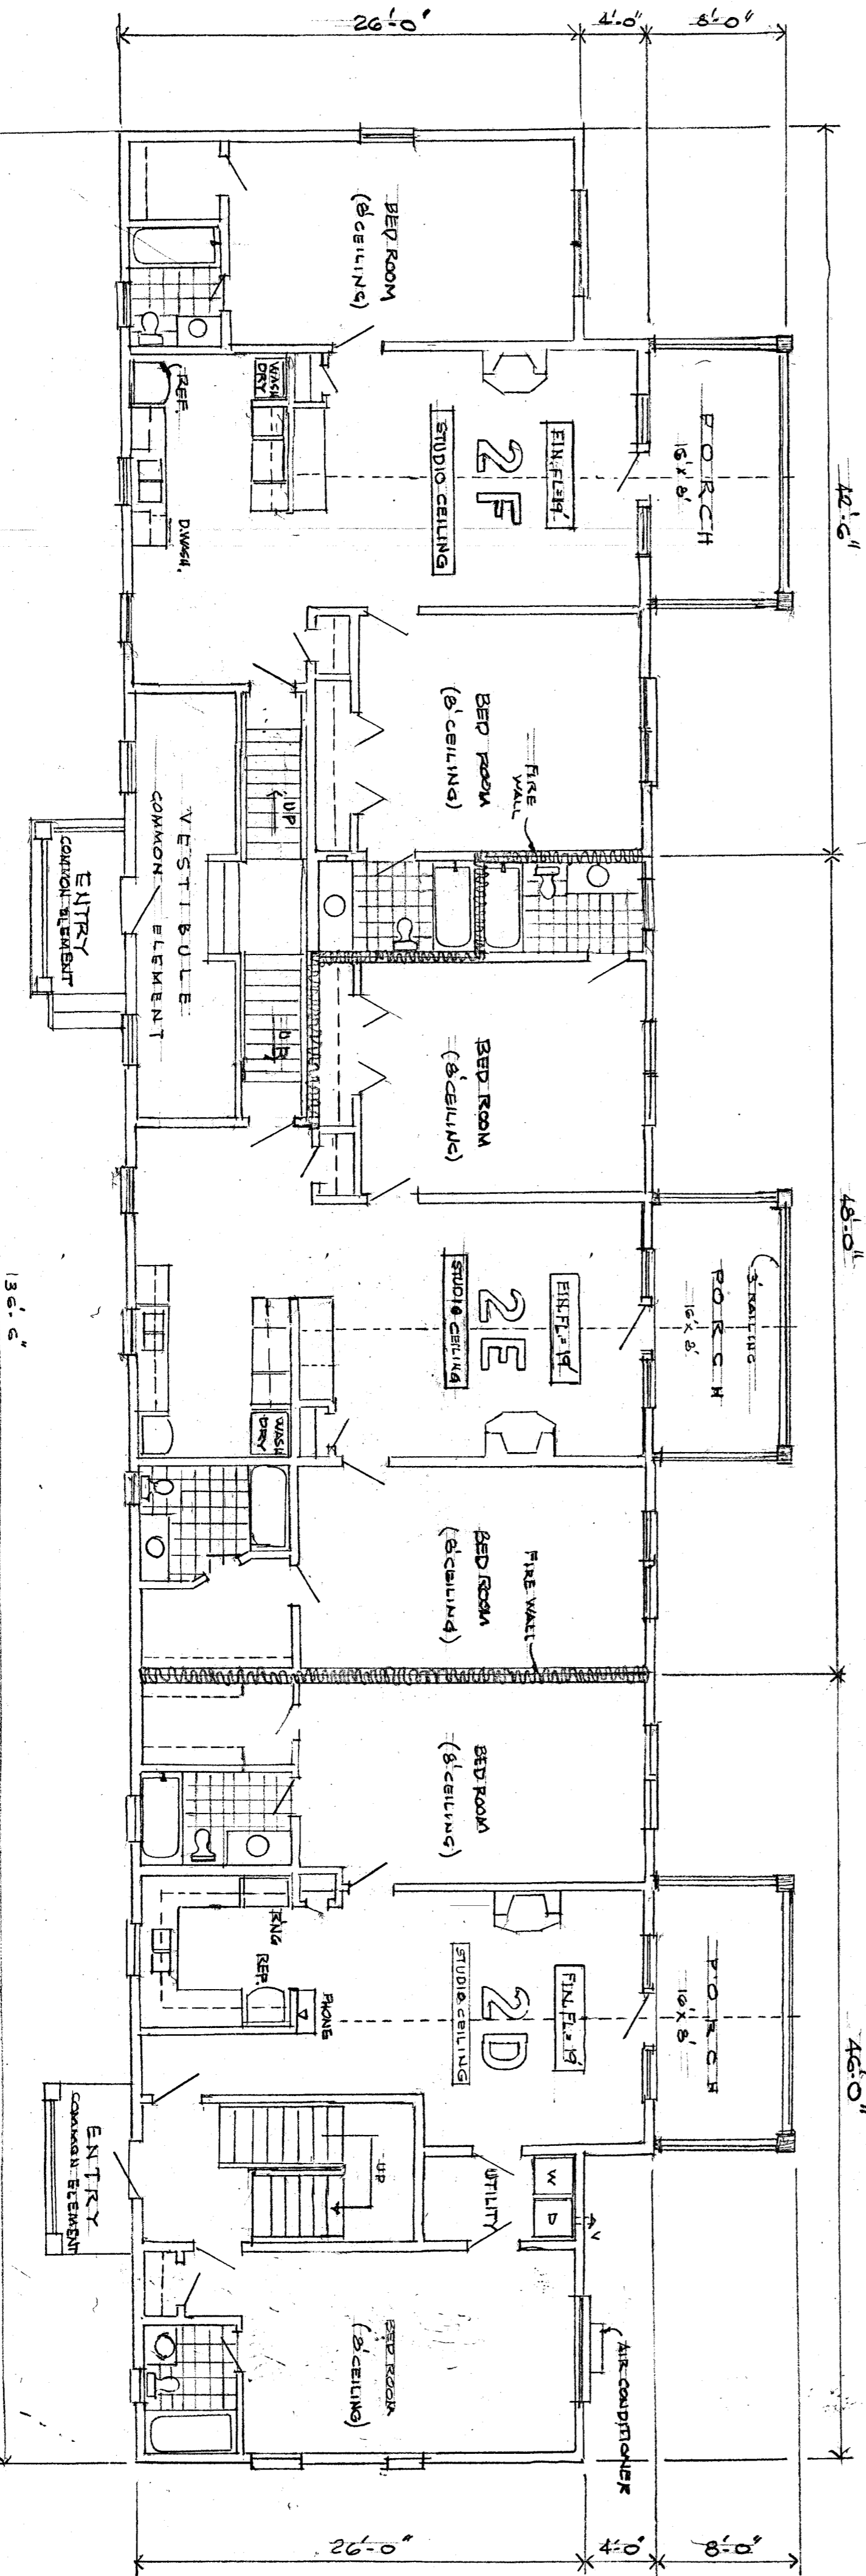 26'-0"
4'-0"
8'-0"
42'-6"
48'-0"
46'-0"
136'-6"
BED ROOM
(8' CEILING)
REF.
WASH
DRY
D.WASH.
STUDIO CEILING
2F
FIN. FL = 19'
PORCH
16' x 8'
BED ROOM
(8' CEILING)
FIRE
WALL
UP
VESTIBULE
COMMON ELEMENT
ENTRY
COMMON ELEMENT
UP
BED ROOM
(8' CEILING)
STUDIO CEILING
2E
FIN. FL = 19'
3' RAILING
PORCH
16' x 8'
WASH
DRY
BED ROOM
(8' CEILING)
FIRE WALL
BED ROOM
(8' CEILING)
RNG
REF.
PHONE
STUDIO CEILING
2D
FIN. FL = 19'
PORCH
16' x 8'
ENTRY
COMMON ELEMENT
UP
UTILITY
W
D
V
BED ROOM
(8' CEILING)
AIR CONDITIONER
26'-0"
4'-0"
8'-0"